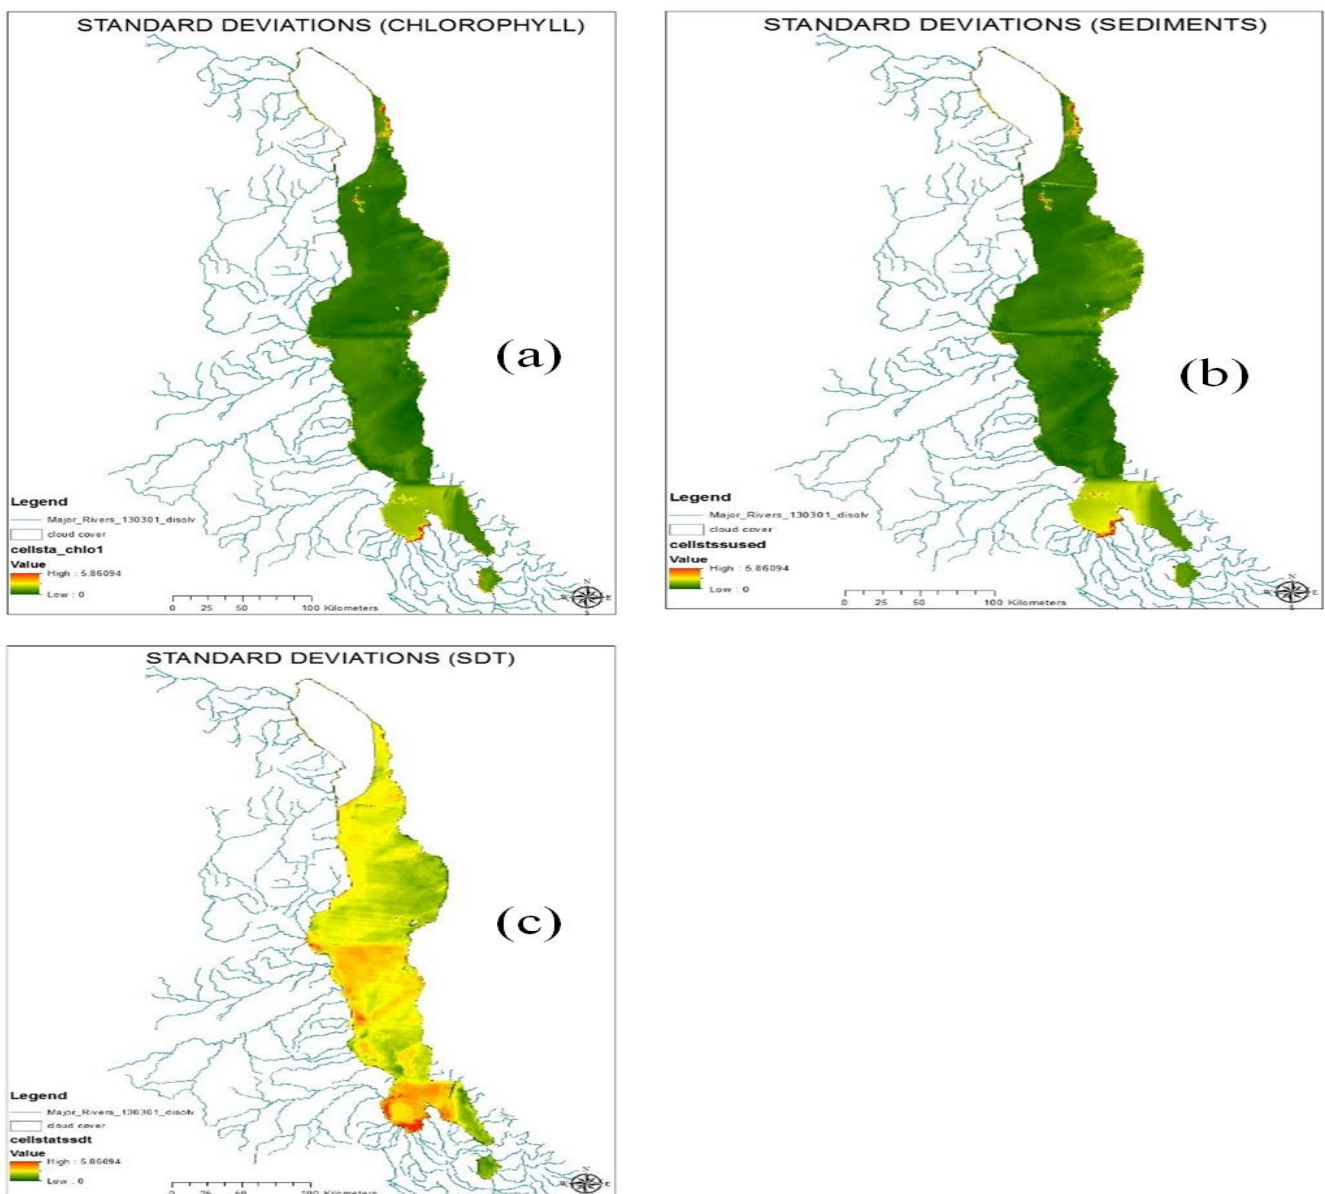 STANDARD DEVIATIONS (CHLOROPHYLL)
(a)
Legend
Major_Rivers_130301_disolv
cloud cover
cellsta_chlo1
Value
High : 5.86094
Low : 0
0 25 50 100 Kilometers
N
E
S
STANDARD DEVIATIONS (SEDIMENTS)
(b)
Legend
Major_Rivers_130301_disolv
cloud cover
cellstssused
Value
High : 5.86094
Low : 0
0 25 50 100 Kilometers
N
E
S
STANDARD DEVIATIONS (SDT)
(c)
Legend
Major_Rivers_130301_disolv
cloud cover
cellstatssdt
Value
High : 5.86094
Low : 0
0 25 50 100 Kilometers
N
E